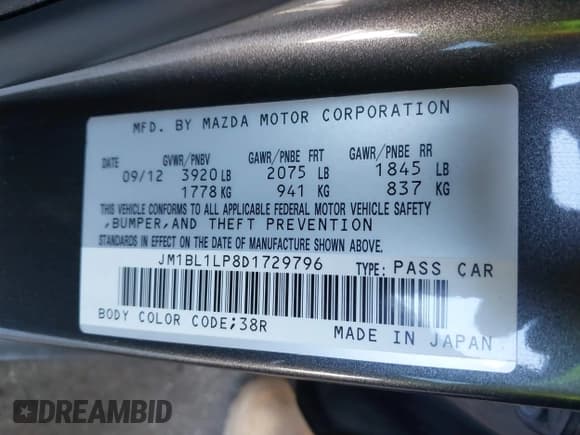 MFD. BY MAZDA MOTOR CORPORATION
GVWR/PNBV GAWR/PNBE FRT GAWR/PNBE RR
09/12 3920 LB 2075 LB 1845 LB
1778 KG 941 KG 837 KG
THIS VEHICLE CONFORMS TO ALL APPLICABLE FEDERAL MOTOR VEHICLE SAFETY
,BUMPER,AND THEFT PREVENTION
STANDARDS IN EFFECT ON THE DATE OF MANUFACTURE SHOWN ABOVE.
JM1BL1LP8D1729796 TYPE: PASS CAR
BODY COLOR CODE;38R MADE IN JAPAN
DREAMBID